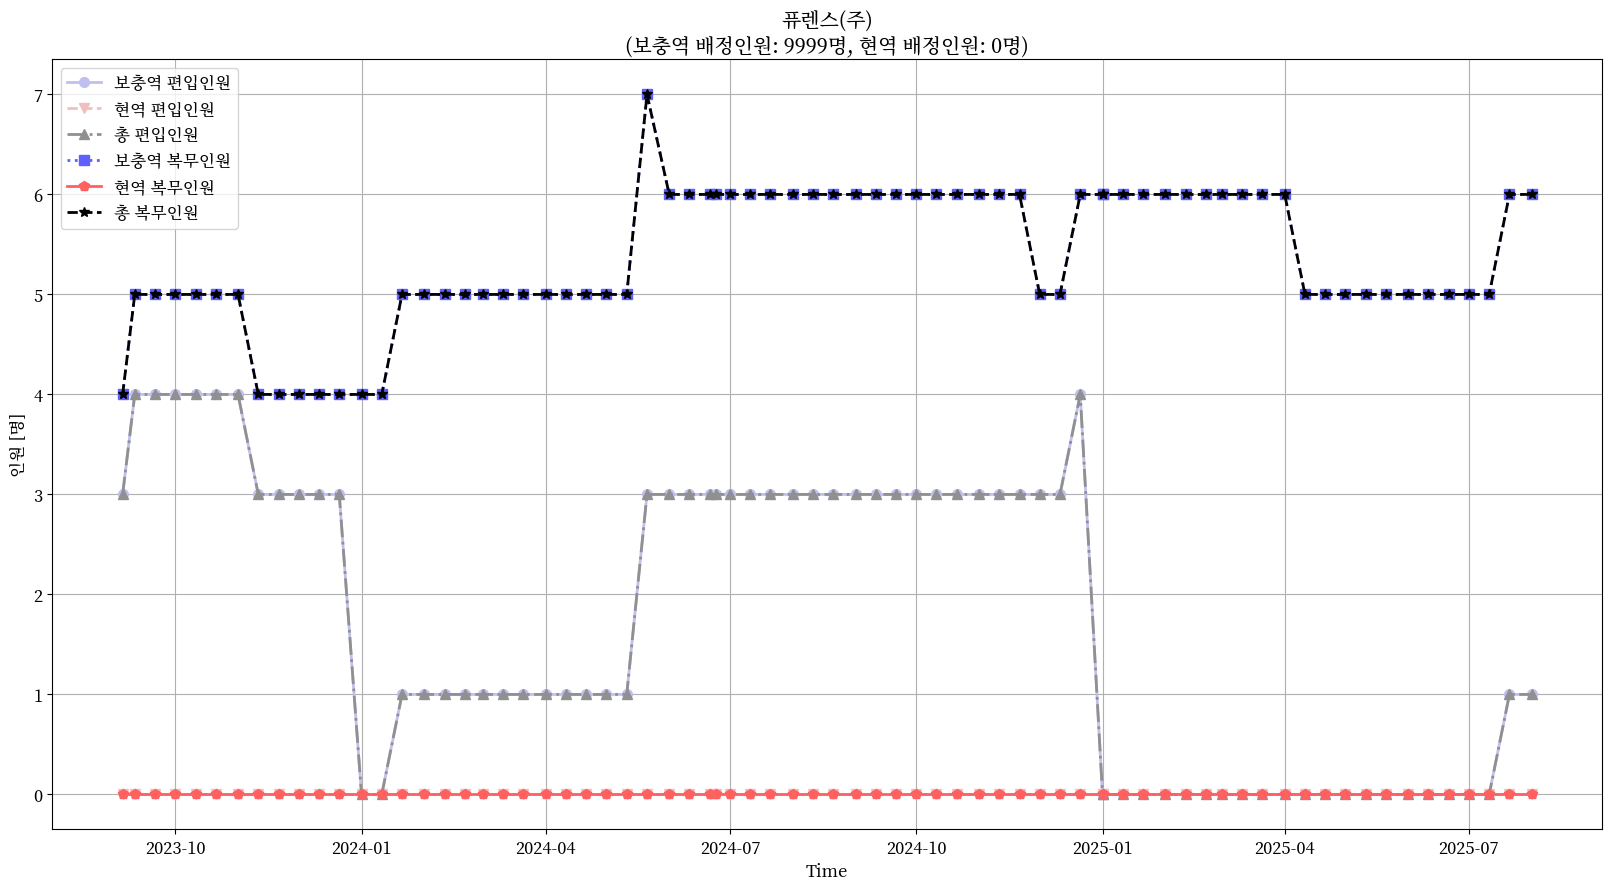 퓨렌스(주)
(보충역 배정인원: 9999명, 현역 배정인원: 0명)
보충역 편입인원
현역 편입인원
총 편입인원
보충역 복무인원
현역 복무인원
총 복무인원
인원 [명]
7
6
5
4
3
2
1
0
2023-10 2024-01 2024-04 2024-07 2024-10 2025-01 2025-04 2025-07
Time